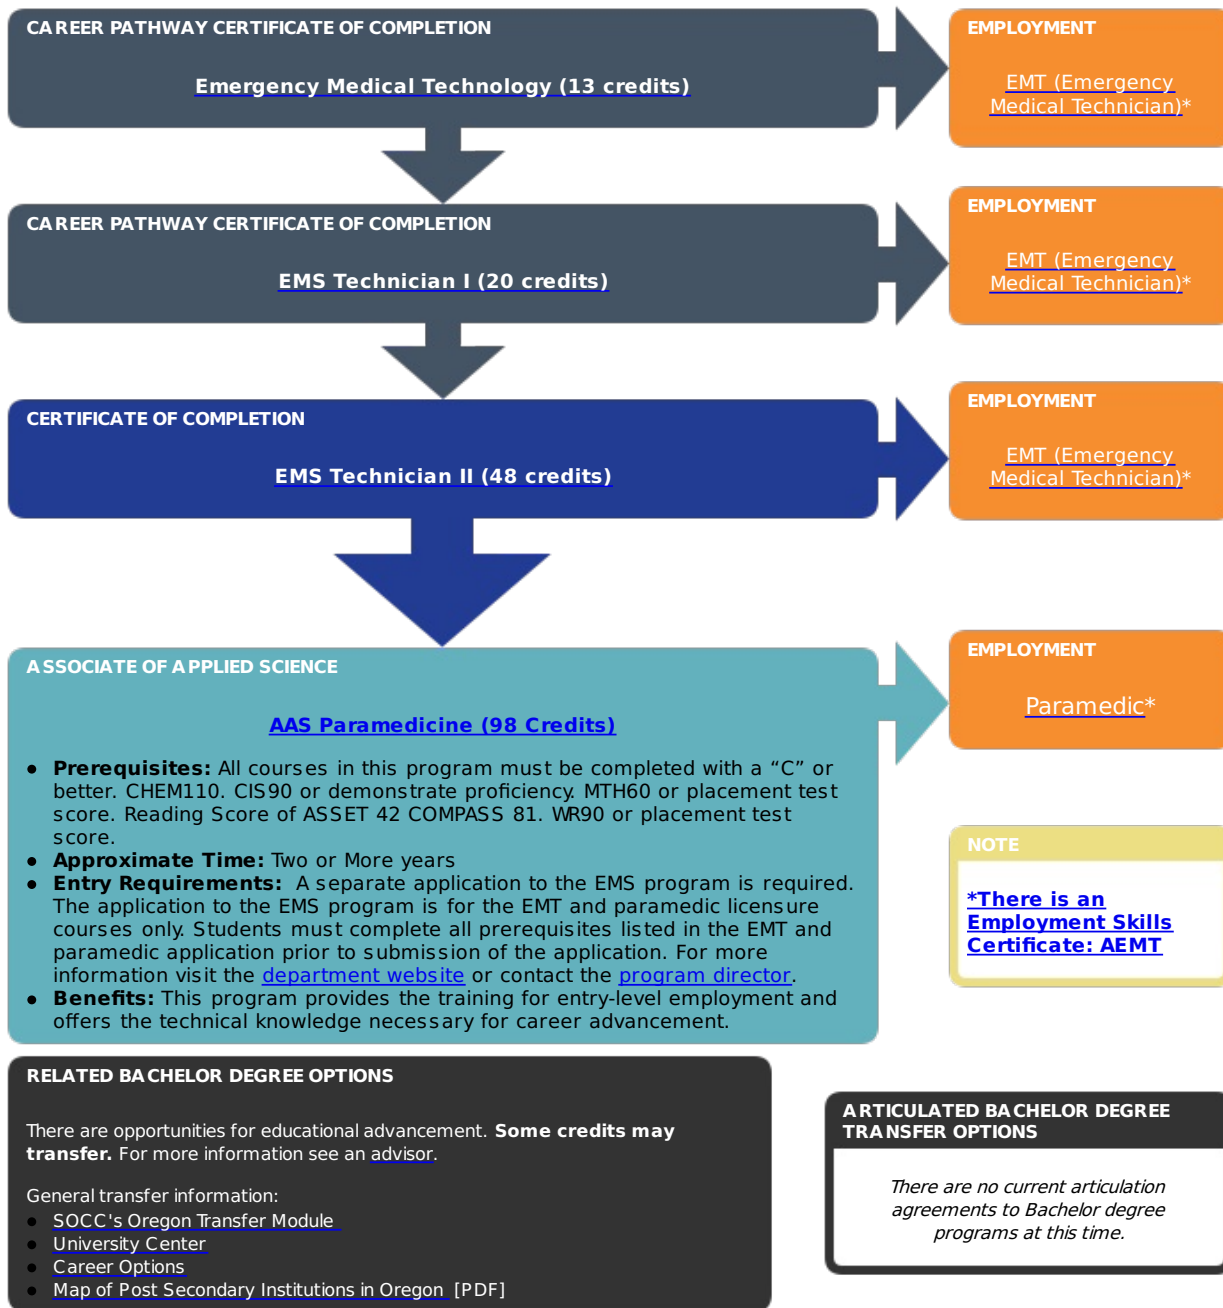 CAREER PATHWAY CERTIFICATE OF COMPLETION
Emergency Medical Technology (13 credits)
EMPLOYMENT
EMT (Emergency
Medical Technician)*
CAREER PATHWAY CERTIFICATE OF COMPLETION
EMS Technician I (20 credits)
EMPLOYMENT
EMT (Emergency
Medical Technician)*
CERTIFICATE OF COMPLETION
EMS Technician II (48 credits)
EMPLOYMENT
EMT (Emergency
Medical Technician)*
ASSOCIATE OF APPLIED SCIENCE
AAS Paramedicine (98 Credits)
● Prerequisites: All courses in this program must be completed with a “C” or
better. CHEM110. CIS90 or demonstrate proficiency. MTH60 or placement test
score. Reading Score of ASSET 42 COMPASS 81. WR90 or placement test
score.
● Approximate Time: Two or More years
● Entry Requirements: A separate application to the EMS program is required.
The application to the EMS program is for the EMT and paramedic licensure
courses only. Students must complete all prerequisites listed in the EMT and
paramedic application prior to submission of the application. For more
information visit the department website or contact the program director.
● Benefits: This program provides the training for entry-level employment and
offers the technical knowledge necessary for career advancement.
EMPLOYMENT
Paramedic*
NOTE
*There is an
Employment Skills
Certificate: AEMT
RELATED BACHELOR DEGREE OPTIONS
There are opportunities for educational advancement. Some credits may
transfer. For more information see an advisor.
General transfer information:
● SOCC's Oregon Transfer Module
● University Center
● Career Options
● Map of Post Secondary Institutions in Oregon [PDF]
ARTICULATED BACHELOR DEGREE
TRANSFER OPTIONS
There are no current articulation
agreements to Bachelor degree
programs at this time.